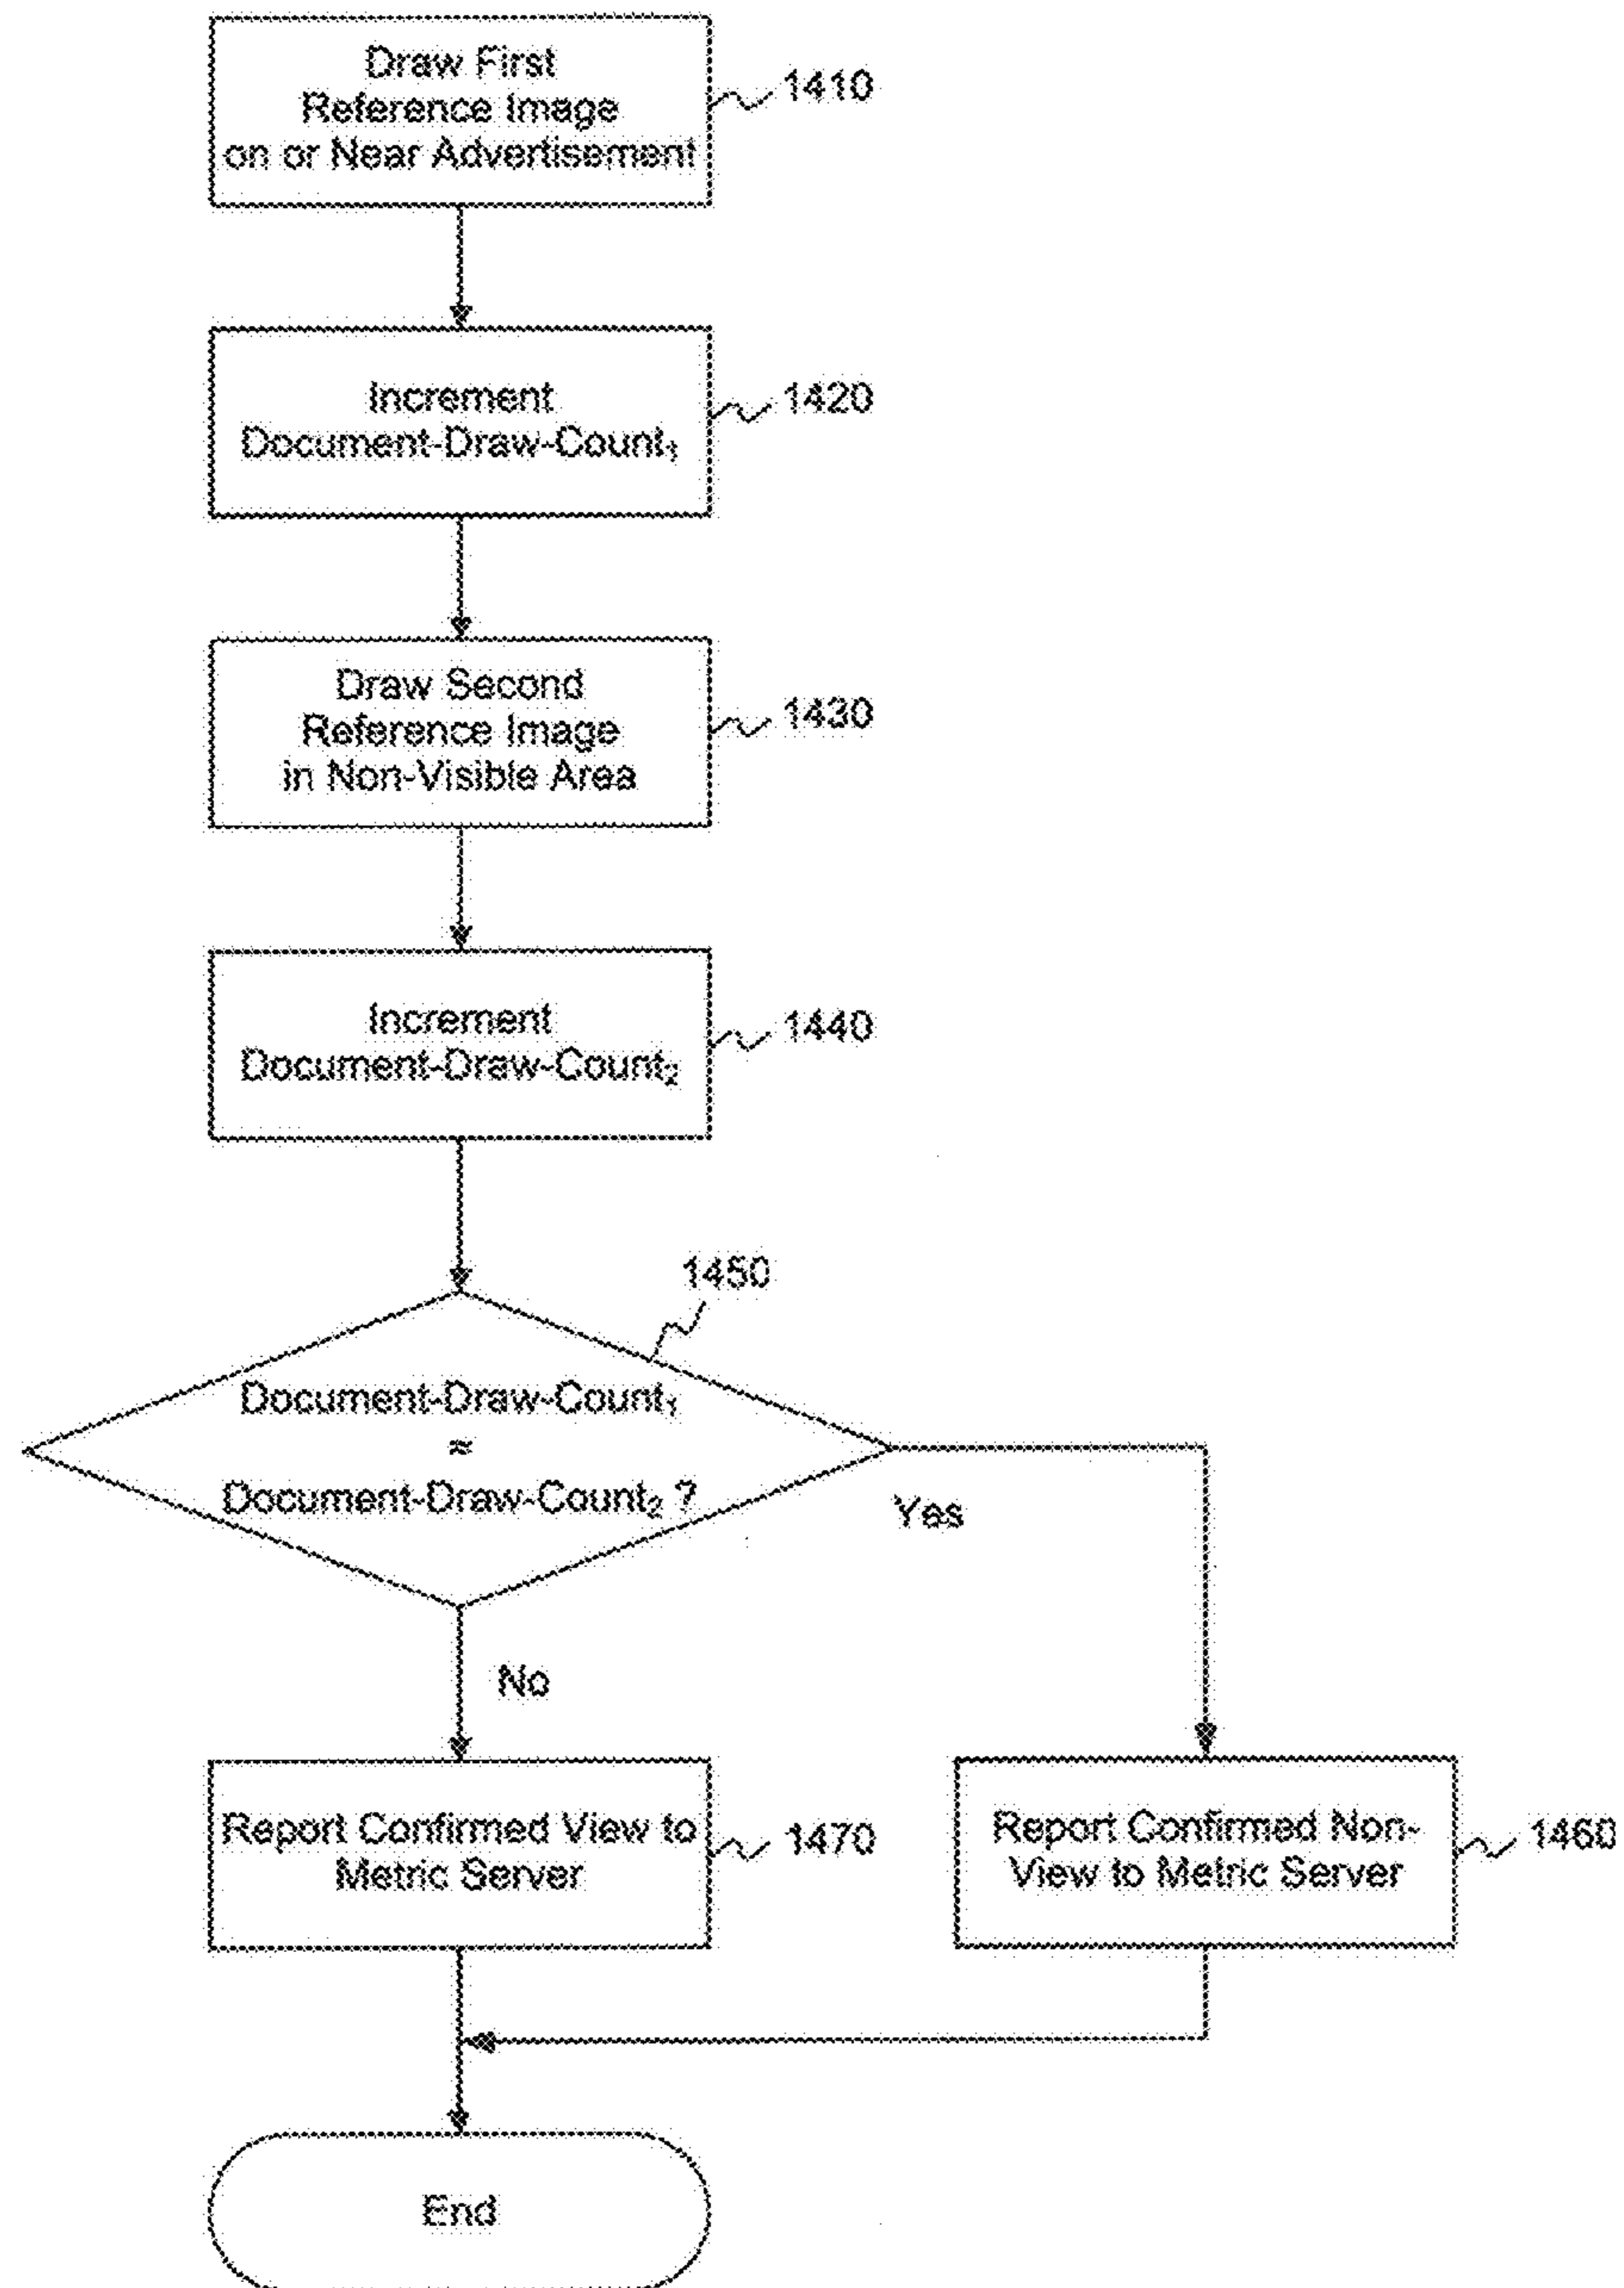 Draw First
Reference Image
on or Near Advertisement
1410
Increment
Document-Draw-Count₁
1420
Draw Second
Reference Image
in Non-Visible Area
1430
Increment
Document-Draw-Count₂
1440
1450
Document-Draw-Count₁
≈
Document-Draw-Count₂ ?
Yes
No
Report Confirmed View to
Metric Server
1470
Report Confirmed Non-
View to Metric Server
1460
End